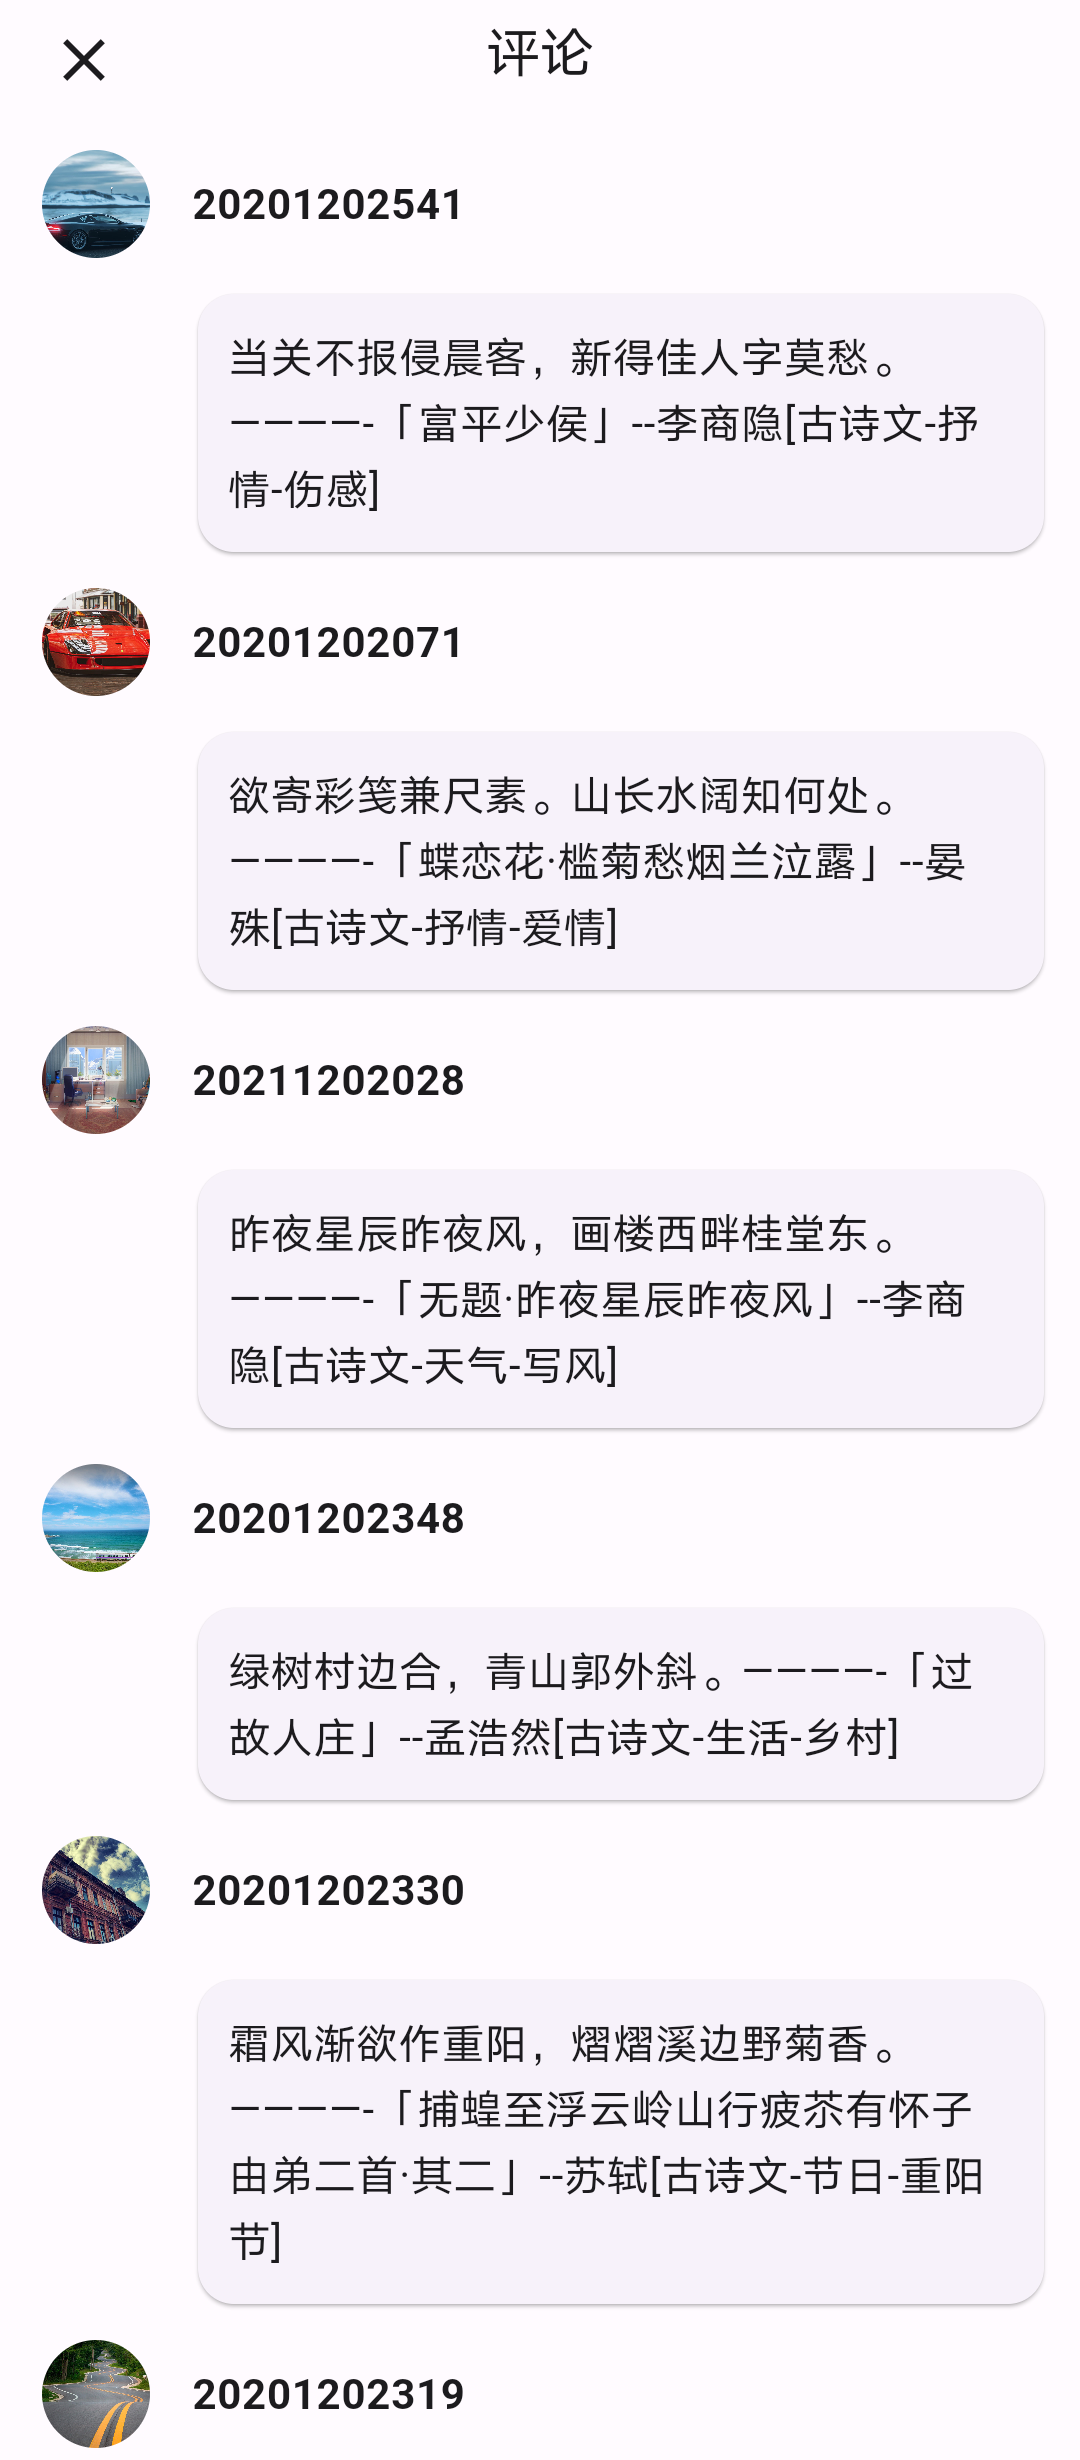 评论
20201202541
当关不报侵晨客，新得佳人字莫愁。
————-「富平少侯」--李商隐[古诗文-抒
情-伤感]
20201202071
欲寄彩笺兼尺素。山长水阔知何处。
————-「蝶恋花·槛菊愁烟兰泣露」--晏
殊[古诗文-抒情-爱情]
20211202028
昨夜星辰昨夜风，画楼西畔桂堂东。
————-「无题·昨夜星辰昨夜风」--李商
隐[古诗文-天气-写风]
20201202348
绿树村边合，青山郭外斜。————-「过
故人庄」--孟浩然[古诗文-生活-乡村]
20201202330
霜风渐欲作重阳，熠熠溪边野菊香。
————-「捕蝗至浮云岭山行疲苶有怀子
由弟二首·其二」--苏轼[古诗文-节日-重阳
节]
20201202319